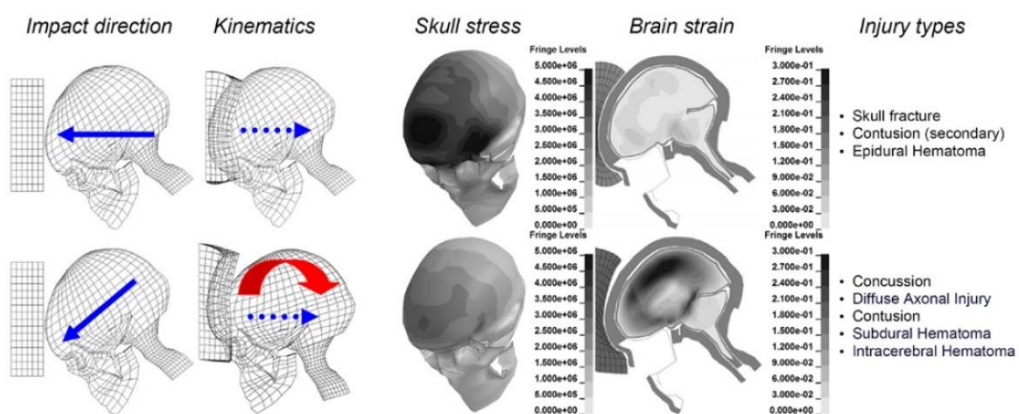 Impact direction
Kinematics
Skull stress
Brain strain
Injury types
Fringe Levels
5.000e+06
4.500e+06
4.000e+06
3.500e+06
3.000e+06
2.500e+06
2.000e+06
1.500e+06
1.000e+06
5.000e+05
0.000e+00
Fringe Levels
3.000e-01
2.700e-01
2.400e-01
2.100e-01
1.800e-01
1.500e-01
1.200e-01
9.000e-02
6.000e-02
3.000e-02
0.000e+00
• Skull fracture
• Contusion (secondary)
• Epidural Hematoma
Fringe Levels
5.000e+06
4.500e+06
4.000e+06
3.500e+06
3.000e+06
2.500e+06
2.000e+06
1.500e+06
1.000e+06
5.000e+05
0.000e+00
Fringe Levels
3.000e-01
2.700e-01
2.400e-01
2.100e-01
1.800e-01
1.500e-01
1.200e-01
9.000e-02
6.000e-02
3.000e-02
0.000e+00
• Concussion
• Diffuse Axonal Injury
• Contusion
• Subdural Hematoma
• Intracerebral Hematoma